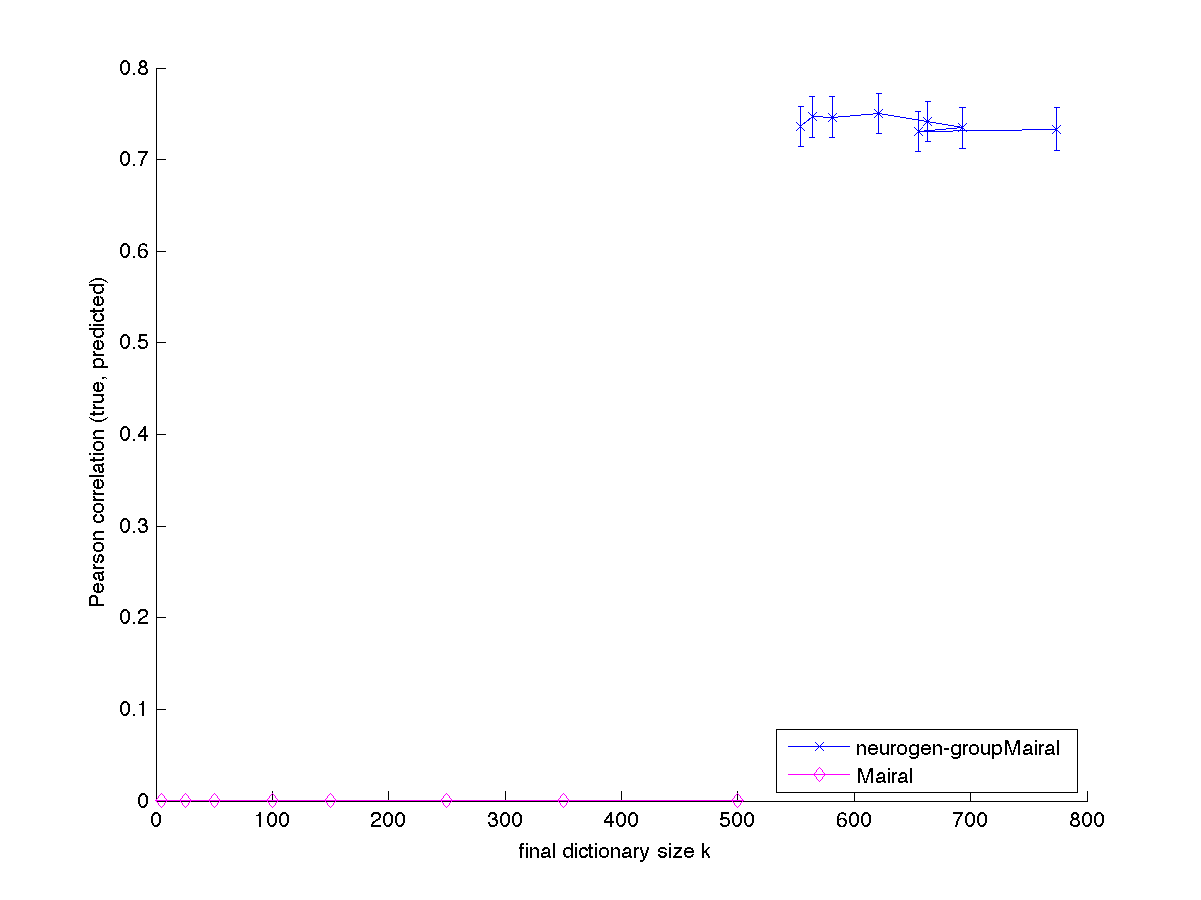 0.8
0.7
0.6
0.5
0.4
0.3
0.2
0.1
0
Pearson correlation (true, predicted)
neurogen-groupMairal
Mairal
0 100 200 300 400 500 600 700 800
final dictionary size k